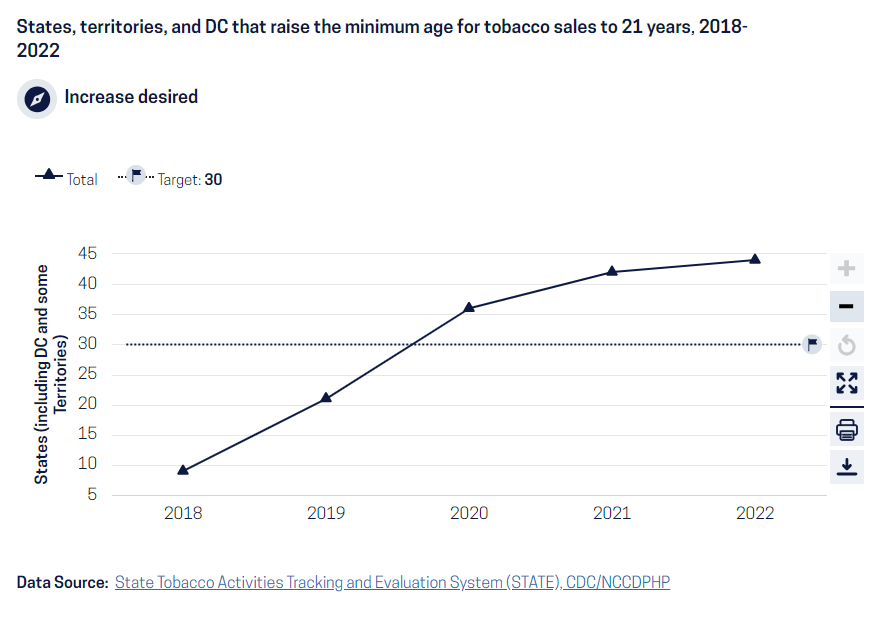 States, territories, and DC that raise the minimum age for tobacco sales to 21 years, 2018-
2022
Increase desired
Total
Target: 30
States (including DC and some
Territories)
45
40
35
30
25
20
15
10
5
2018 2019 2020 2021 2022
Data Source: State Tobacco Activities Tracking and Evaluation System (STATE), CDC/NCCDPHP